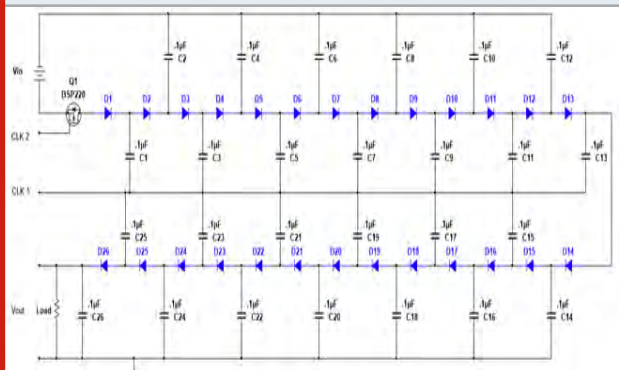 .1µF .1µF .1µF .1µF .1µF .1µF
C2 C4 C6 C8 C10 C12
Vin
Q1
BSP220
D1 D2 D3 D4 D5 D6 D7 D8 D9 D10 D11 D12 D13
CLK 2
.1µF .1µF .1µF .1µF .1µF .1µF .1µF
C1 C3 C5 C7 C9 C11 C13
CLK 1
.1µF .1µF .1µF .1µF .1µF .1µF
C25 C23 C21 C19 C17 C15
D26 D25 D24 D23 D22 D21 D20 D19 D18 D17 D16 D15 D14
Vout Load
.1µF .1µF .1µF .1µF .1µF .1µF .1µF
C26 C24 C22 C20 C18 C16 C14